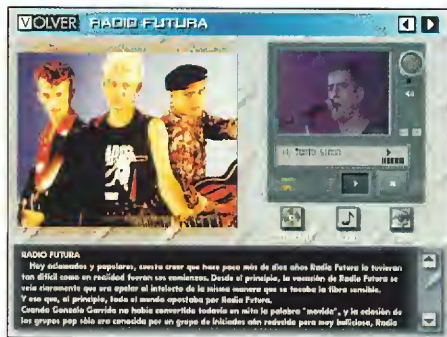 VOLVER RADIO FUTURA
RADIO FUTURA
Hoy aclamados y populares, cuesta creer que hace poco más de diez años Radio Futura lo tuvieran
tan difícil como en realidad fueron sus comienzos. Desde el principio, la vocación de Radio Futura se
veía claramente que era apelar al intelecto de la misma manera que se tocaba la fibra sensible.
Y eso que, al principio, todo el mundo apostaba por Radio Futura.
Cuando Gonzalo Garrido no había convertido todavía en mito la palabra "movida", y la eclosión de
los grupos pop sólo era conocida por un grupo de iniciados aún reducido pero muy bullicioso, Radio